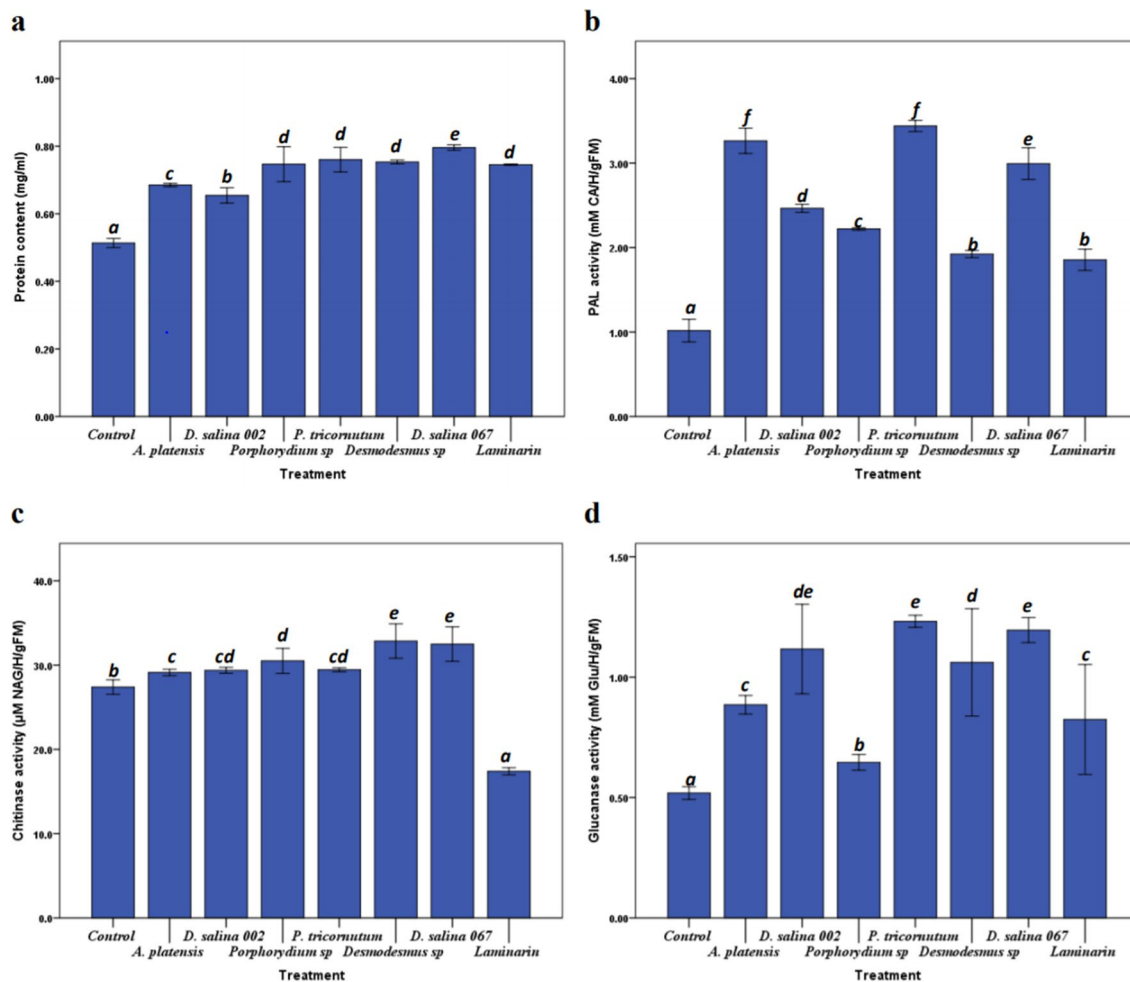 a
Protein content (mg/ml)
1.00
0.80
0.60
0.40
0.20
0.00
a
c
b
d
d
d
e
d
Control
A. platensis
D. salina 002
Porphorydium sp
P. tricornutum
Desmodesmus sp
D. salina 067
Laminarin
Treatment
b
PAL activity (mM CA/H/gFM)
4.00
3.00
2.00
1.00
0.00
a
f
d
c
f
b
e
b
Control
A. platensis
D. salina 002
Porphorydium sp
P. tricornutum
Desmodesmus sp
D. salina 067
Laminarin
Treatment
c
Chitinase activity (µM NAG/H/gFM)
40.0
30.0
20.0
10.0
0.0
b
c
cd
d
cd
e
e
a
Control
A. platensis
D. salina 002
Porphorydium sp
P. tricornutum
Desmodesmus sp
D. salina 067
Laminarin
Treatment
d
Glucanase activity (mM Glu/H/gFM)
1.50
1.00
0.50
0.00
a
c
de
b
e
d
e
c
Control
A. platensis
D. salina 002
Porphorydium sp
P. tricornutum
Desmodesmus sp
D. salina 067
Laminarin
Treatment